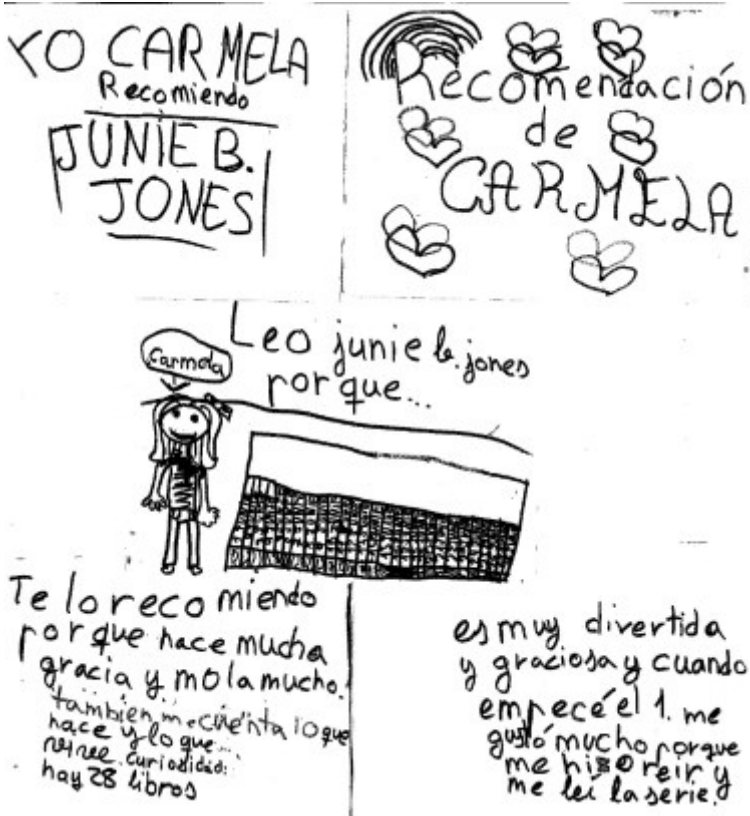 YO CARMELA
Recomiendo
JUNIE B.
JONES
Recomendación
de
CARMELA
Leo junie b. jones
porque...
Carmela
Te lo recomiendo
porque hace mucha
gracia y mola mucho.
también me cuenta lo que
hace y lo que...
curiosidad:
hay 28 libros
es muy divertida
y graciosa y cuando
empecé el 1. me
gustó mucho porque
me hiso reir y
me leí la serie.